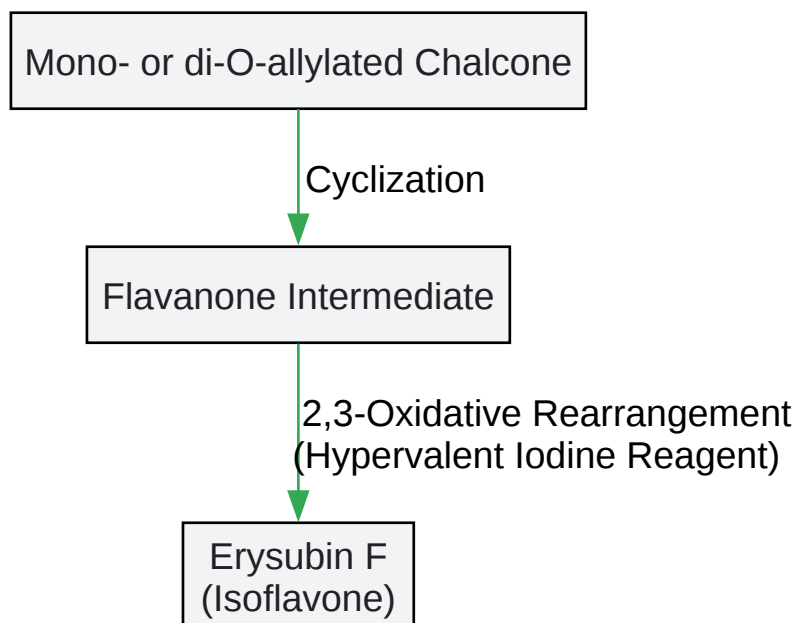 Mono- or di-O-allylated Chalcone
Cyclization
Flavanone Intermediate
2,3-Oxidative Rearrangement
(Hypervalent Iodine Reagent)
Erysubin F
(Isoflavone)